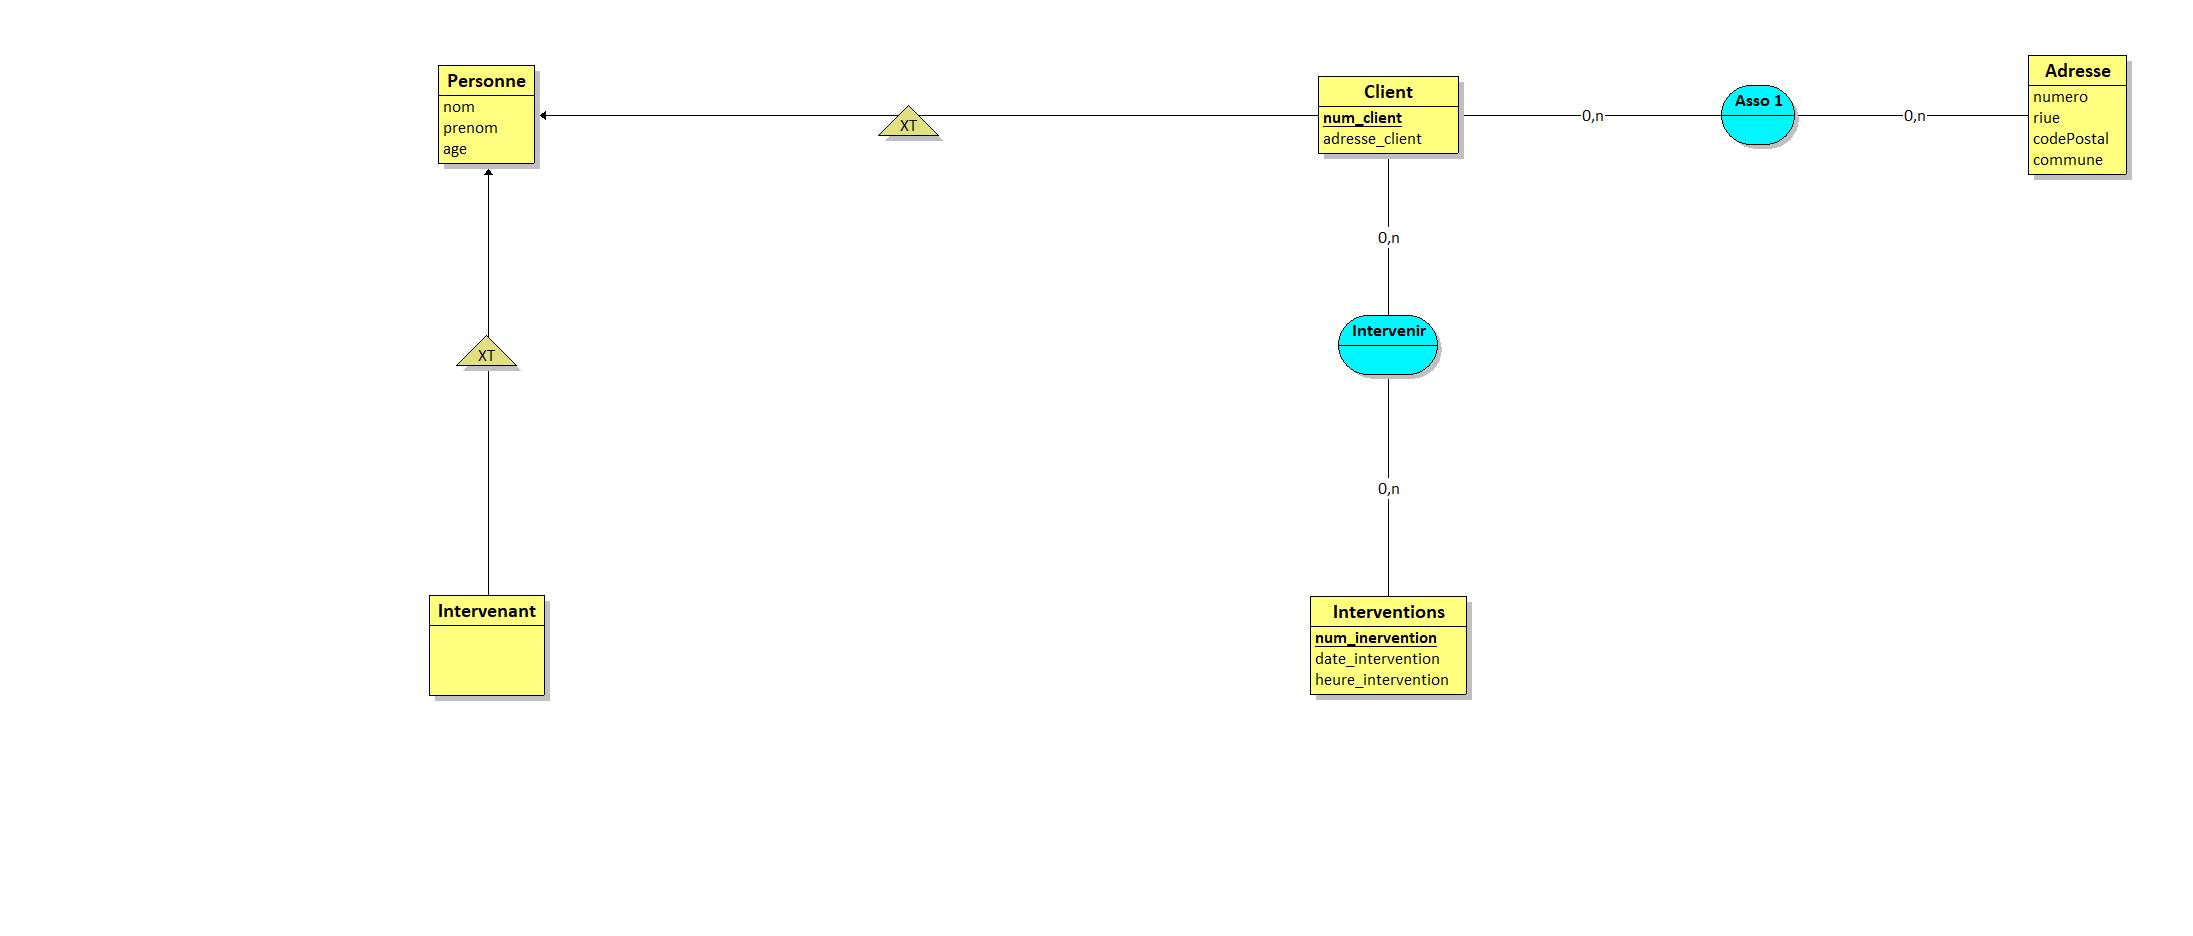 Personne
nom
prenom
age
XT
Client
num_client
adresse_client
0,n
Asso 1
0,n
Adresse
numero
riue
codePostal
commune
0,n
Intervenir
XT
0,n
Intervenant
Interventions
num_inervention
date_intervention
heure_intervention